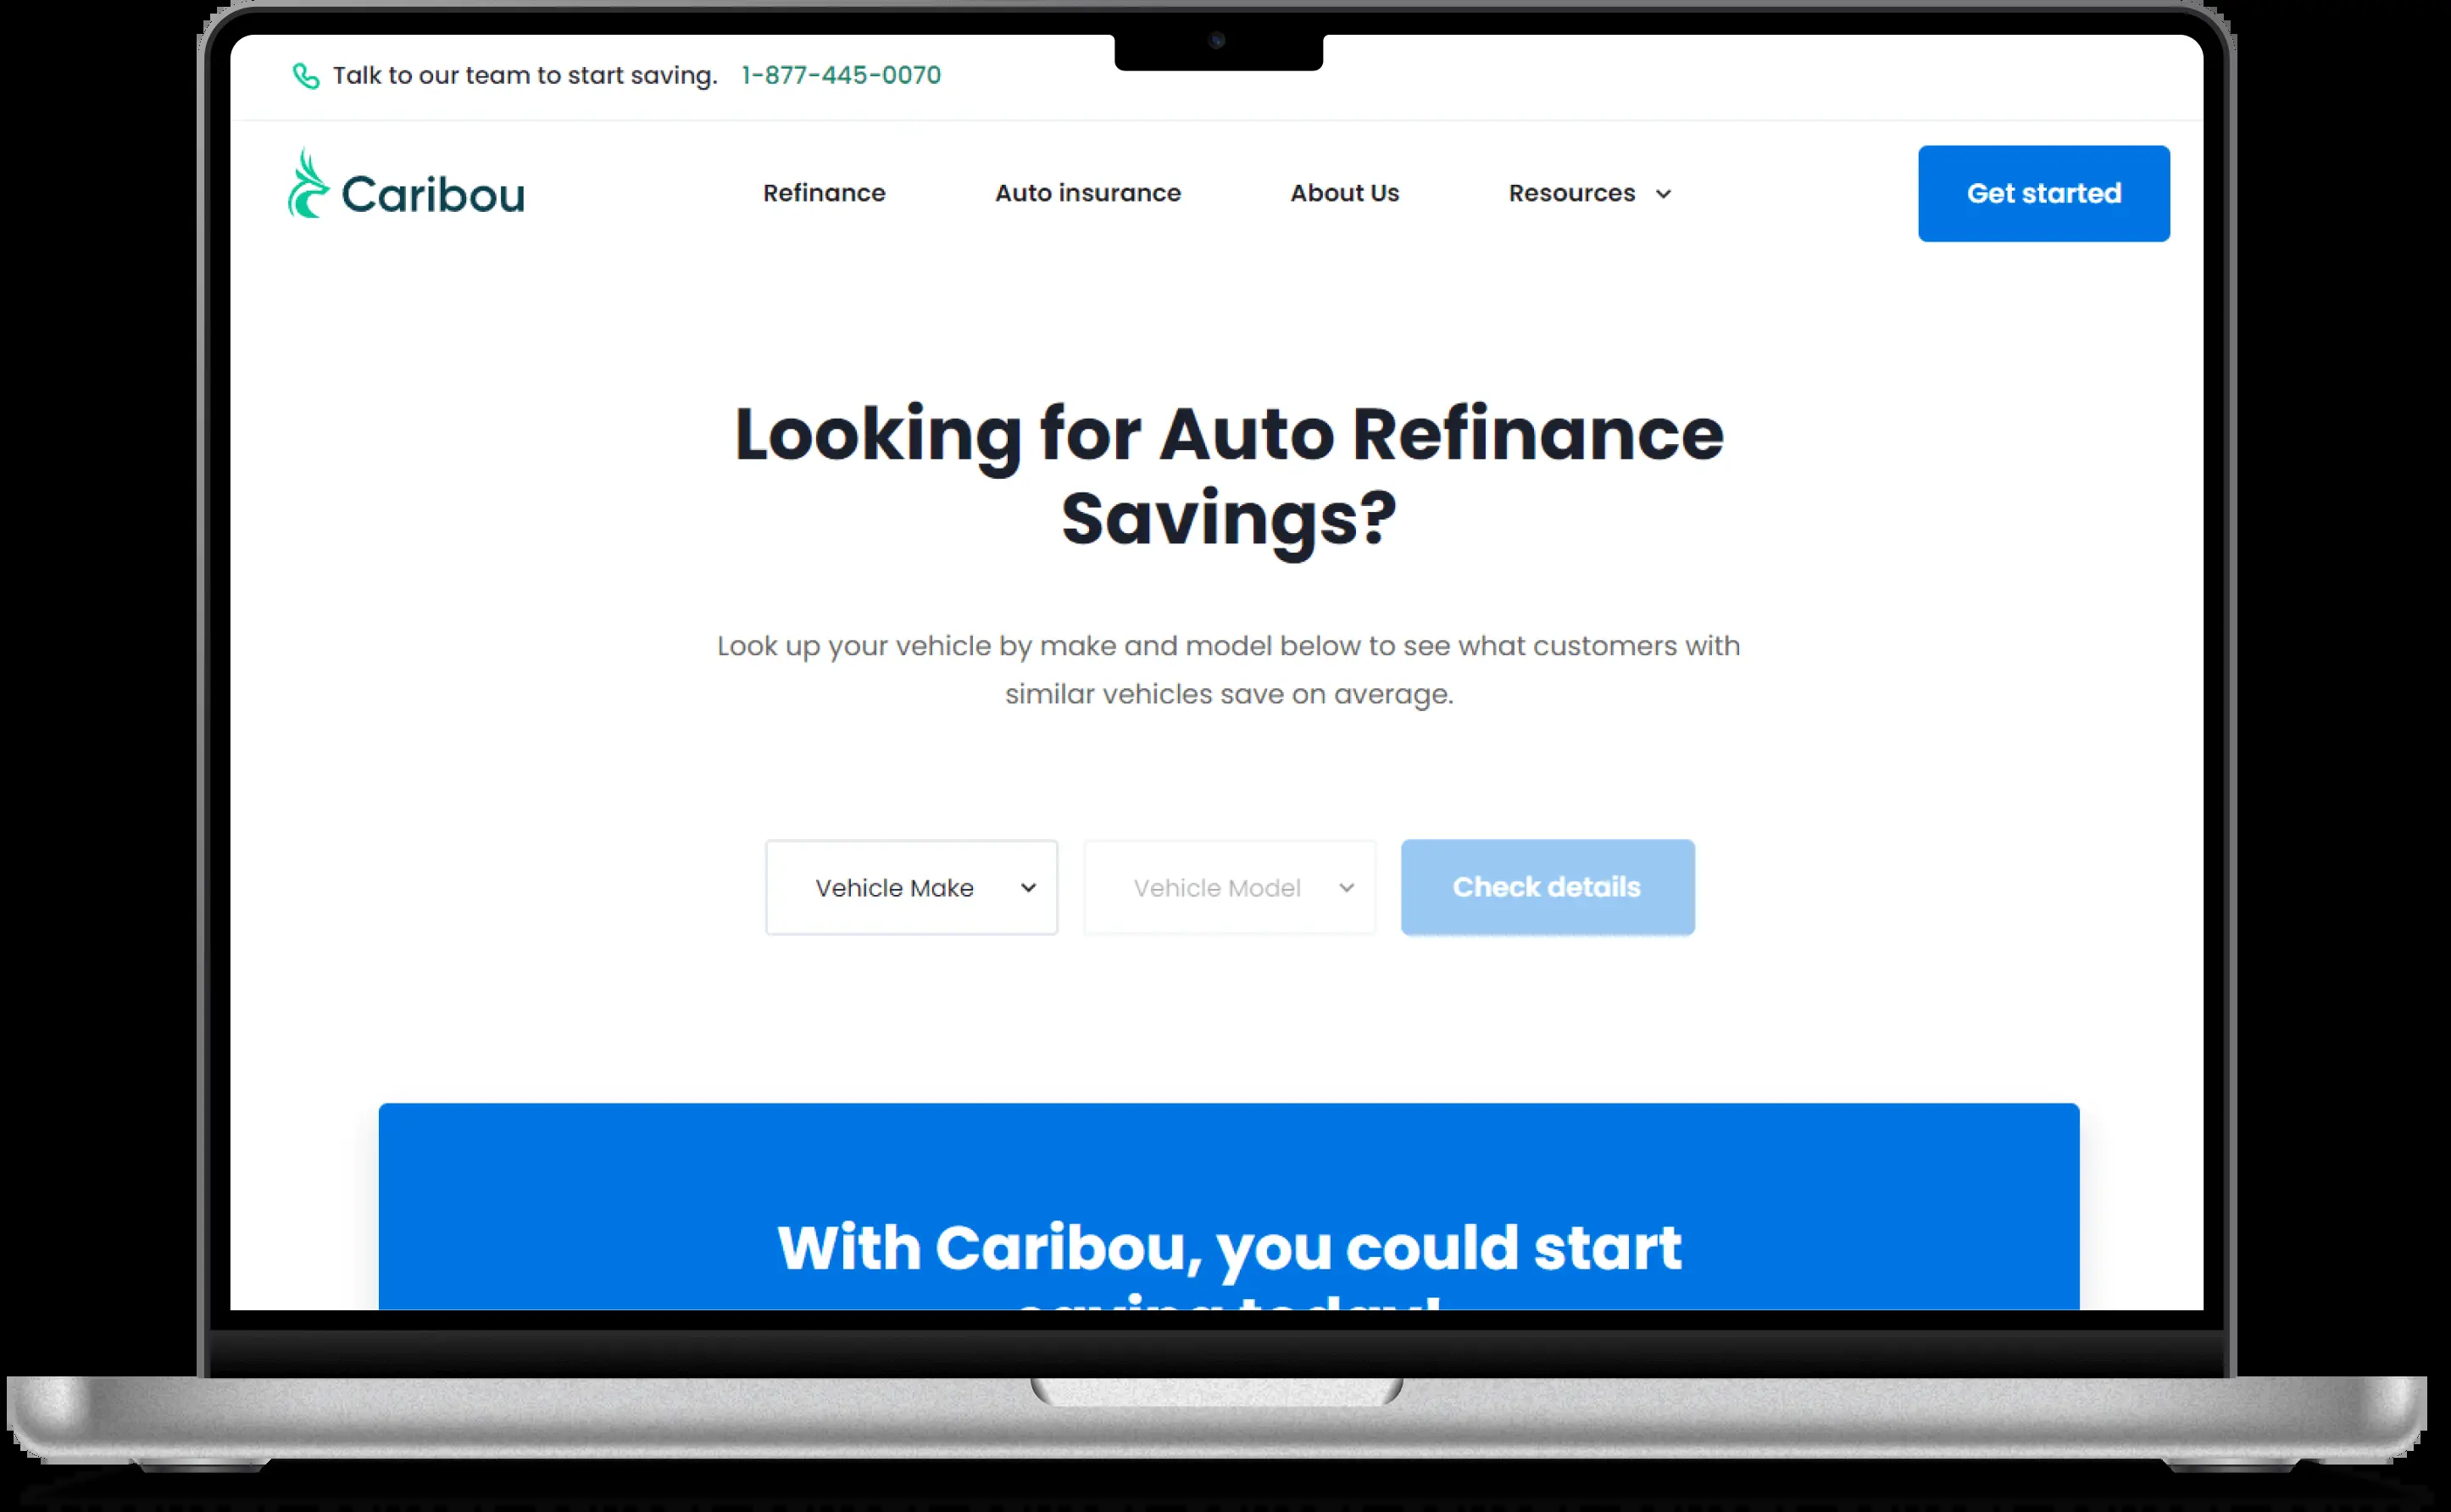 Talk to our team to start saving. 1-877-445-0070
Caribou
Refinance Auto insurance About Us Resources
Get started
Looking for Auto Refinance
Savings?
Look up your vehicle by make and model below to see what customers with
similar vehicles save on average.
Vehicle Make Vehicle Model Check details
With Caribou, you could start
saving today!